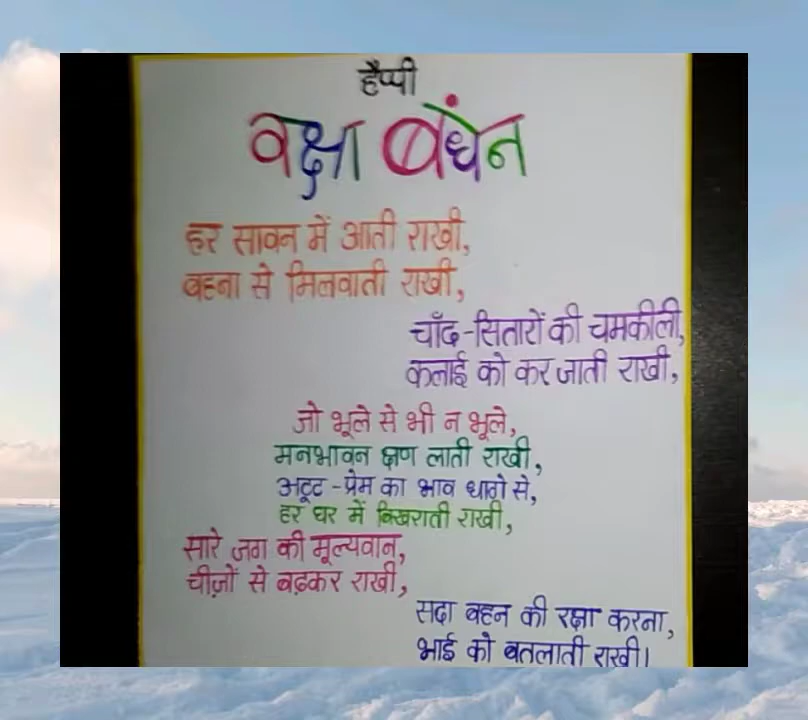 हैप्पी
रक्षा बंधन
हर सावन में आती राखी,
बहना से मिलवाती राखी,
चाँद-सितारों की चमकीली,
कलाई को कर जाती राखी,
जो भूले से भी न भूले,
मनभावन क्षण लाती राखी,
अटूट-प्रेम का भाव धागे से,
हर घर में बिखराती राखी,
सारे जग की मूल्यवान,
चीज़ों से बढ़कर राखी,
सदा बहन की रक्षा करना,
भाई को बतलाती राखी।